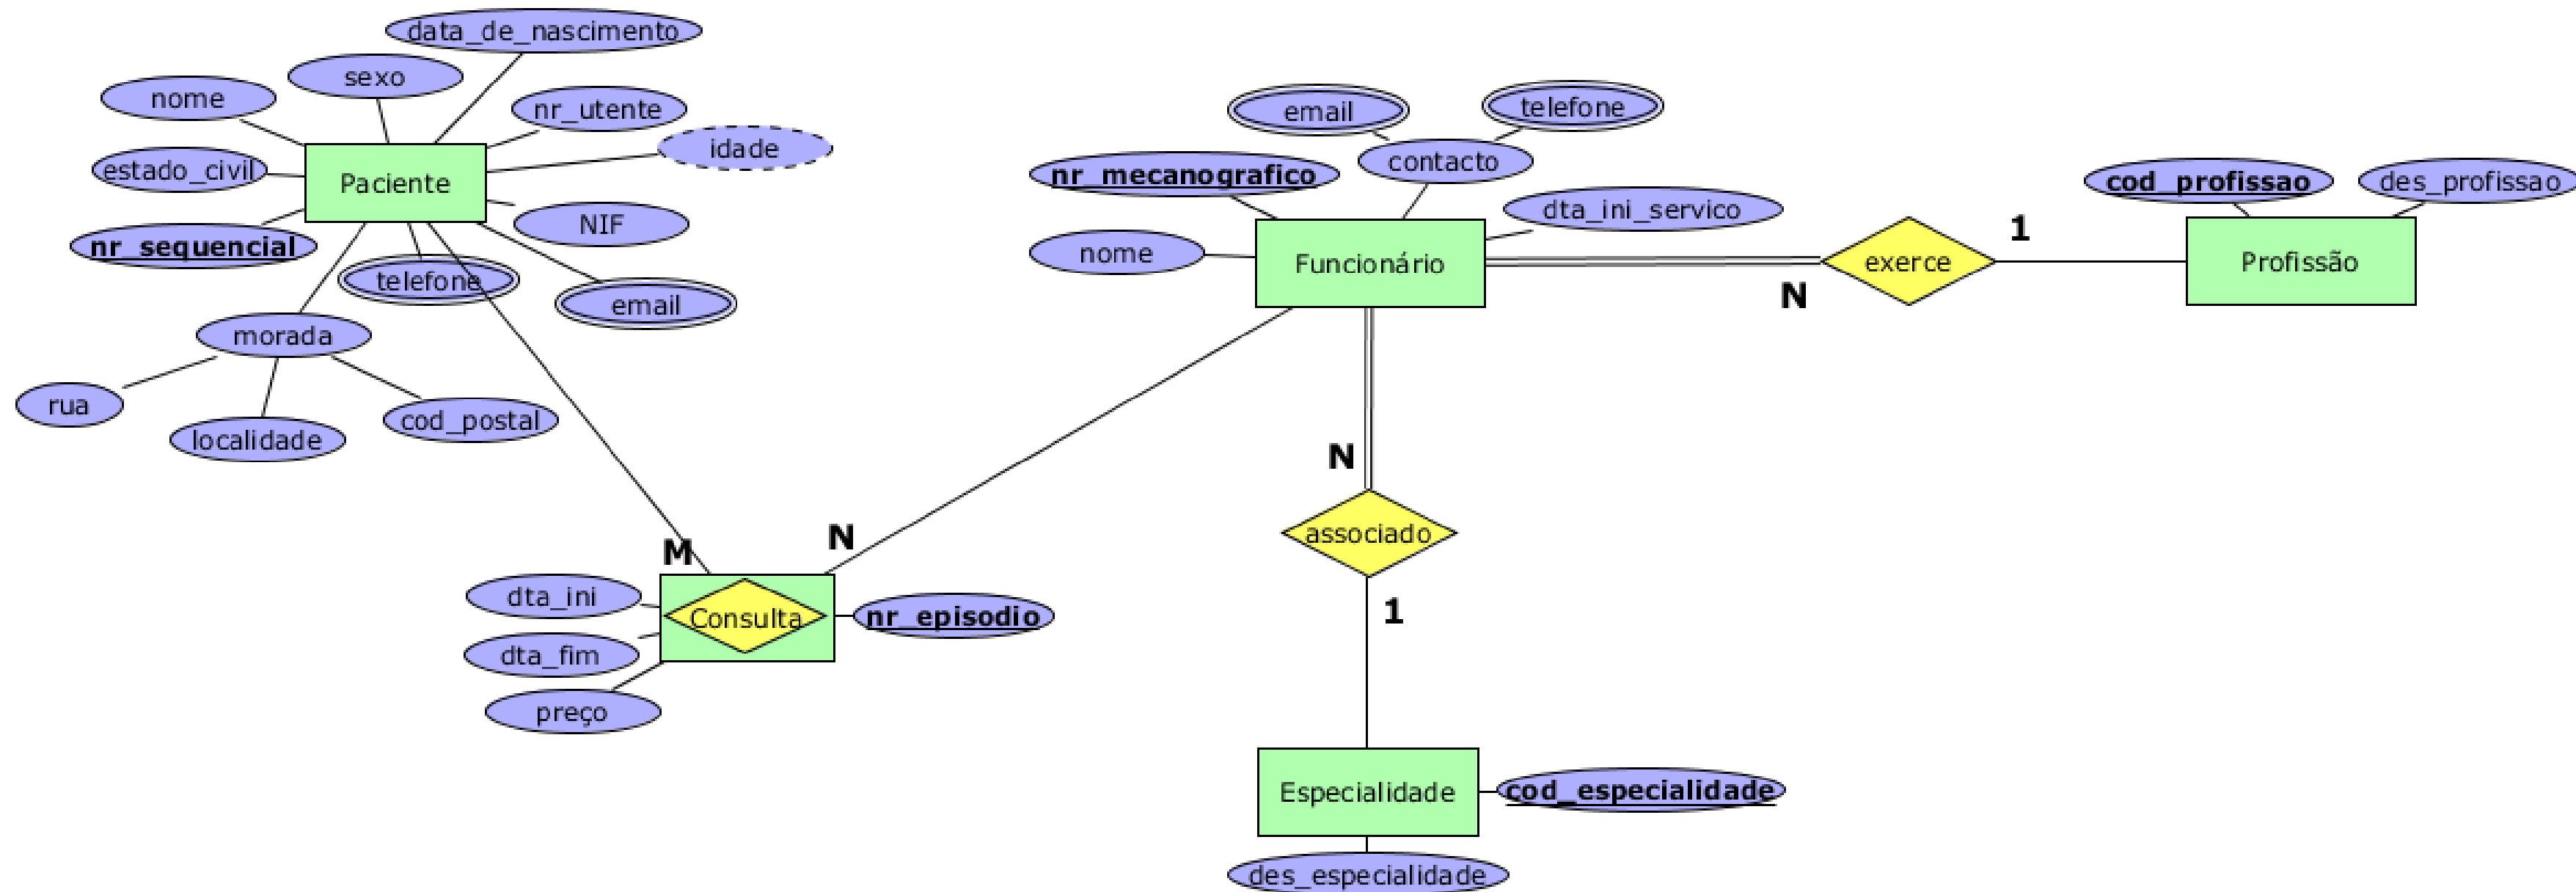 data_de_nascimento
sexo
nome
nr_utente
idade
estado_civil
Paciente
nr_sequencial
NIF
telefone
email
morada
rua
localidade
cod_postal
email
telefone
contacto
nr_mecanografico
dta_ini_servico
nome
Funcionário
exerce
N
1
cod_profissao
des_profissao
Profissão
N
associado
1
M
N
dta_ini
Consulta
nr_episodio
dta_fim
preço
Especialidade
cod_especialidade
des_especialidade